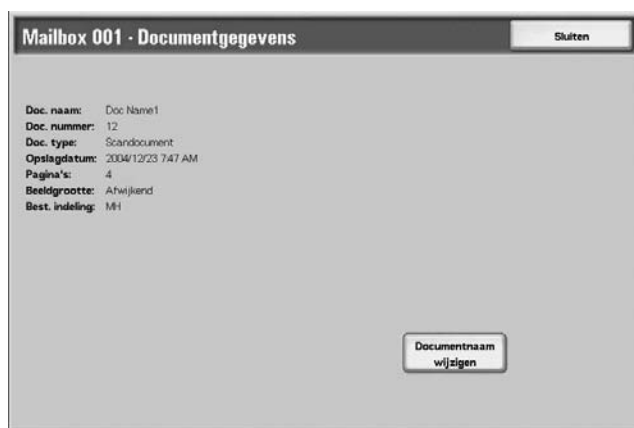 Mailbox 001 - Documentgegevens
Sluiten
Doc. naam: Doc Name1
Doc. nummer: 12
Doc. type: Scandocument
Opslagdatum: 2004/12/23 7:47 AM
Pagina's: 4
Beeldgrootte: Afwijkend
Best. indeling: MH
Documentnaam
wijzigen